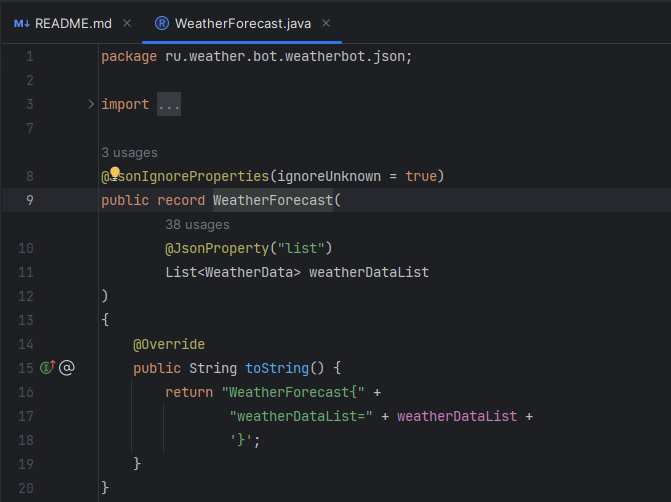 M↓ README.md ×
R WeatherForecast.java ×
1 package ru.weather.bot.weatherbot.json;
2
3 > import ...
7
3 usages
8 @JsonIgnoreProperties(ignoreUnknown = true)
9 public record WeatherForecast(
38 usages
10 @JsonProperty("list")
11 List<WeatherData> weatherDataList
12 )
13 {
14 @Override
15 public String toString() {
16 return "WeatherForecast{" +
17 "weatherDataList=" + weatherDataList +
18 '}';
19 }
20 }